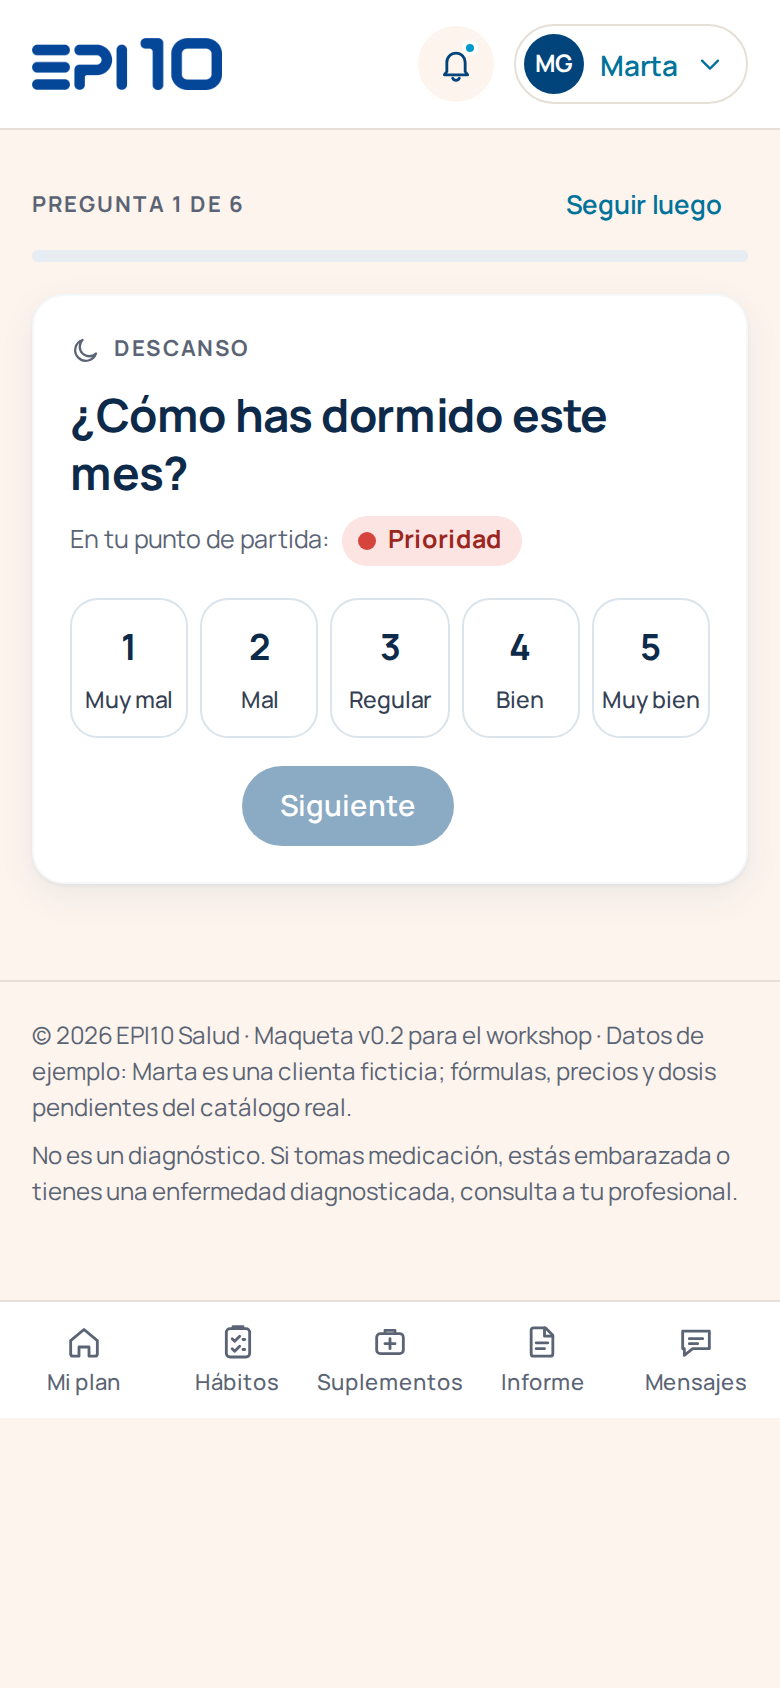 EPI10
MG Marta
PREGUNTA 1 DE 6
Seguir luego
DESCANSO
¿Cómo has dormido este
mes?
En tu punto de partida: Prioridad
1 2 3 4 5
Muy mal Mal Regular Bien Muy bien
Siguiente
© 2026 EPI10 Salud · Maqueta v0.2 para el workshop · Datos de
ejemplo: Marta es una clienta ficticia; fórmulas, precios y dosis
pendientes del catálogo real.
No es un diagnóstico. Si tomas medicación, estás embarazada o
tienes una enfermedad diagnosticada, consulta a tu profesional.
Mi plan Hábitos Suplementos Informe Mensajes